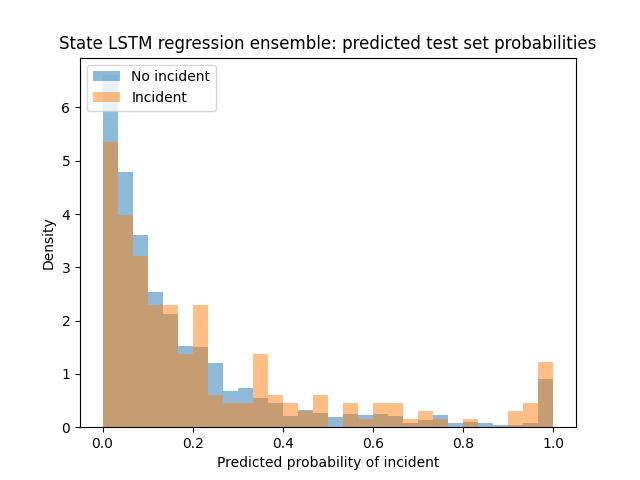 State LSTM regression ensemble: predicted test set probabilities
No incident
Incident
Density
6
5
4
3
2
1
0
0.0 0.2 0.4 0.6 0.8 1.0
Predicted probability of incident